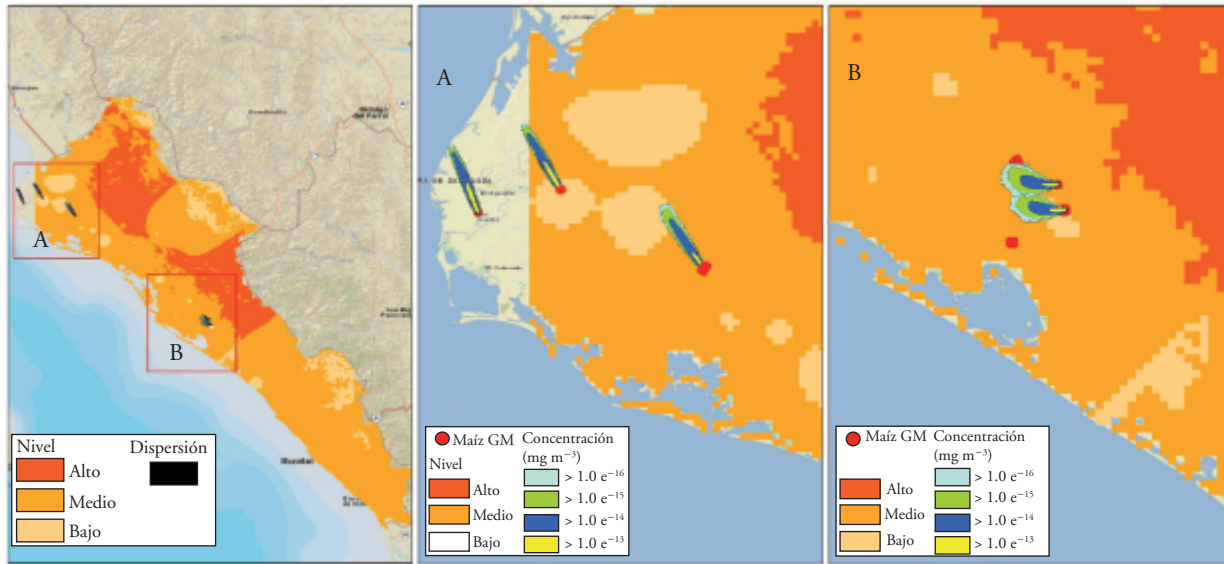 A
B
Nivel
Dispersión
Alto
Medio
Bajo
Mazatlan
A
Maíz GM
Concentración
(mg m⁻³)
Nivel
Alto
Medio
Bajo
> 1.0 e⁻¹⁶
> 1.0 e⁻¹⁵
> 1.0 e⁻¹⁴
> 1.0 e⁻¹³
B
Maíz GM
Concentración
(mg m⁻³)
Nivel
Alto
Medio
Bajo
> 1.0 e⁻¹⁶
> 1.0 e⁻¹⁵
> 1.0 e⁻¹⁴
> 1.0 e⁻¹³